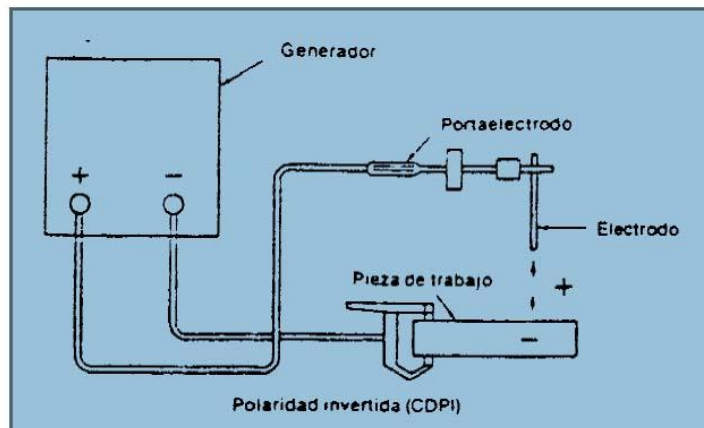 Generador
Portaelectrodo
+ −
Electrodo
Pieza de trabajo
+
−
Polaridad invertida (CDPI)